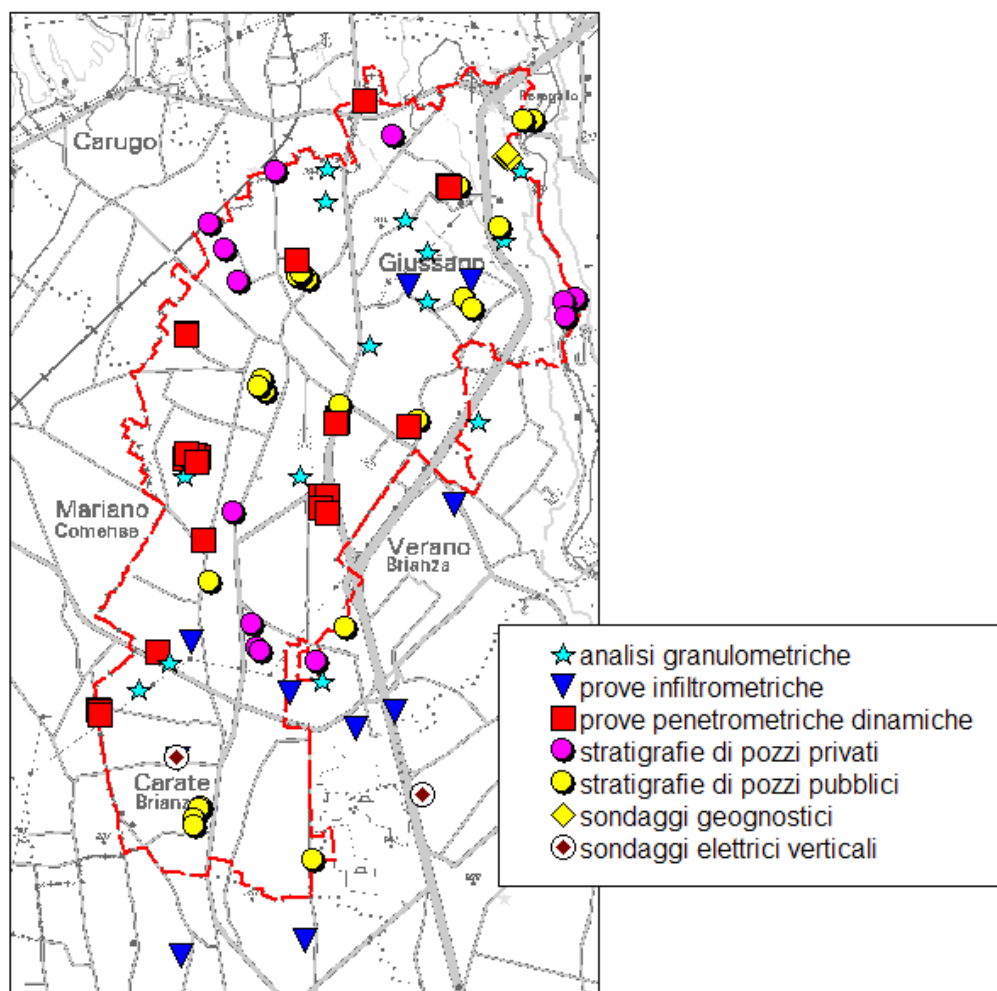 Carugo
Giussano
Mariano
Comense
Verano
Brianza
Carate
Brianza
analisi granulometriche
prove infiltrometriche
prove penetrometriche dinamiche
stratigrafie di pozzi privati
stratigrafie di pozzi pubblici
sondaggi geognostici
sondaggi elettrici verticali